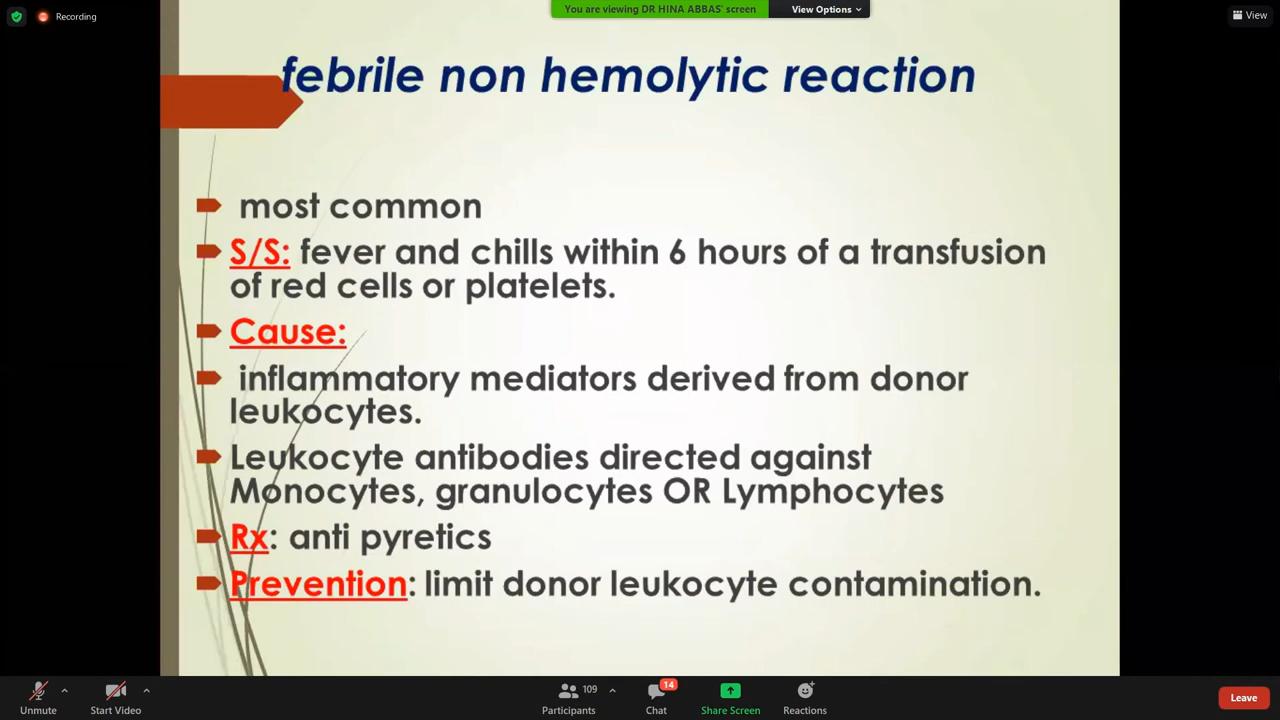 Recording
You are viewing DR HINA ABBAS' screen
View Options
View
febrile non hemolytic reaction
most common
S/S: fever and chills within 6 hours of a transfusion
of red cells or platelets.
Cause:
inflammatory mediators derived from donor
leukocytes.
Leukocyte antibodies directed against
Monocytes, granulocytes OR Lymphocytes
Rx: anti pyretics
Prevention: limit donor leukocyte contamination.
Unmute
Start Video
109
Participants
14
Chat
Share Screen
Reactions
Leave